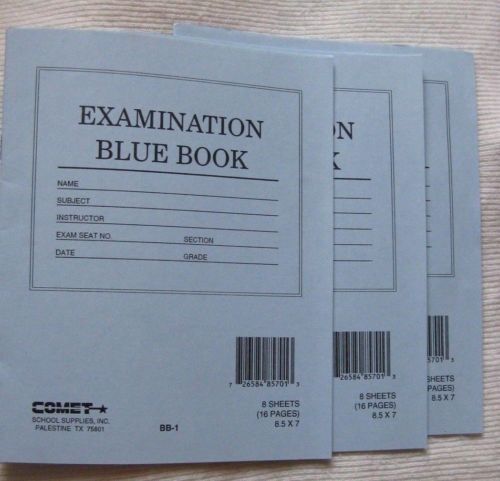 EXAMINATION
BLUE BOOK
NAME
SUBJECT
INSTRUCTOR
EXAM SEAT NO. SECTION
DATE GRADE
7 26584 85701 3
8 SHEETS
(16 PAGES)
8.5 X 7
COMET
SCHOOL SUPPLIES, INC.
PALESTINE TX 75801
BB-1
ON
K
26584 85701 3
8 SHEETS
(16 PAGES)
8.5 X 7
85701 3
SHEETS
PAGES)
8.5 X 7